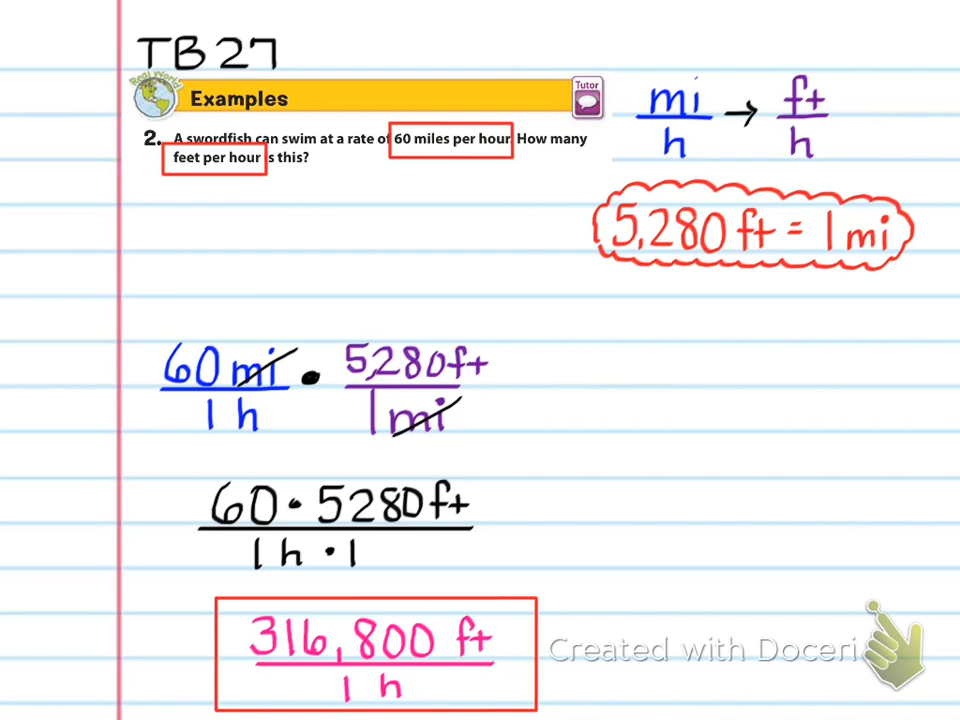 TB 27
Real World
Examples
Tutor
2. A swordfish can swim at a rate of 60 miles per hour. How many
feet per hour is this?
mi/h → ft/h
5,280 ft = 1 mi
60 mi/1 h • 5,280 ft/1 mi
60 • 5280 ft
1 h • 1
316,800 ft
1 h
Created with Doceri